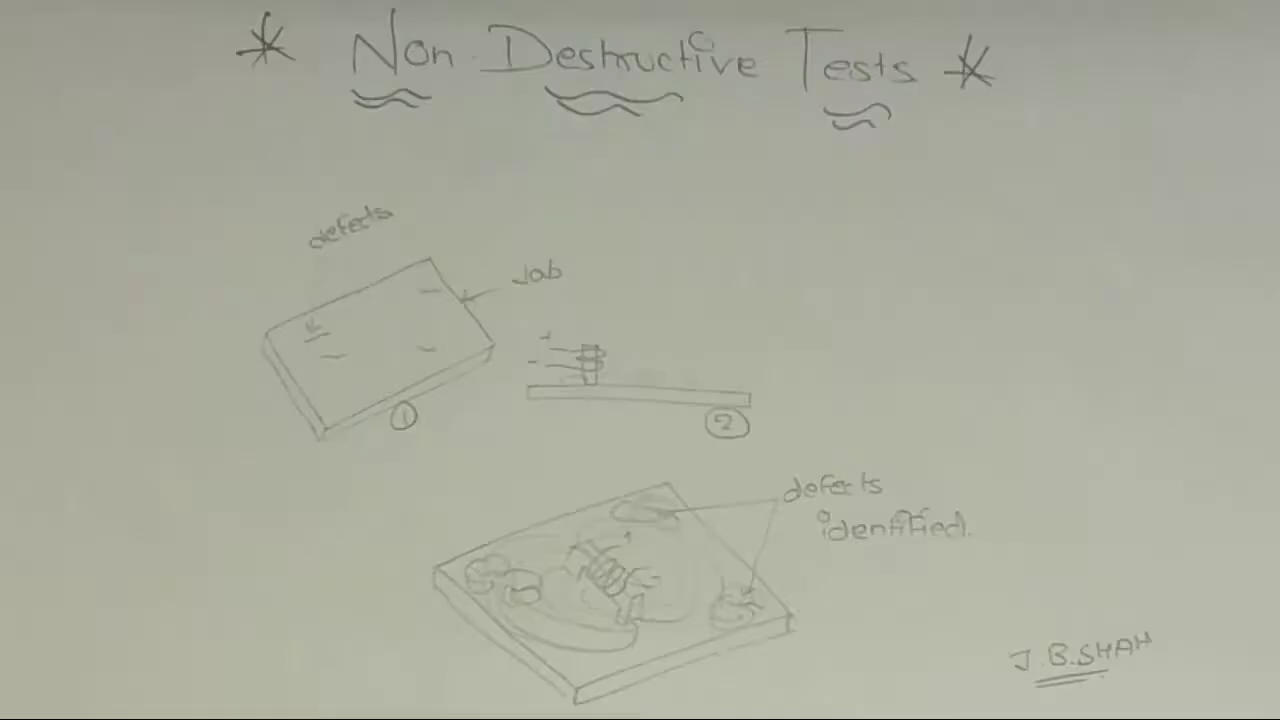 * Non Destructive Tests *
defects
Job
+
-
1
2
defects
identified.
J.B.SHAH